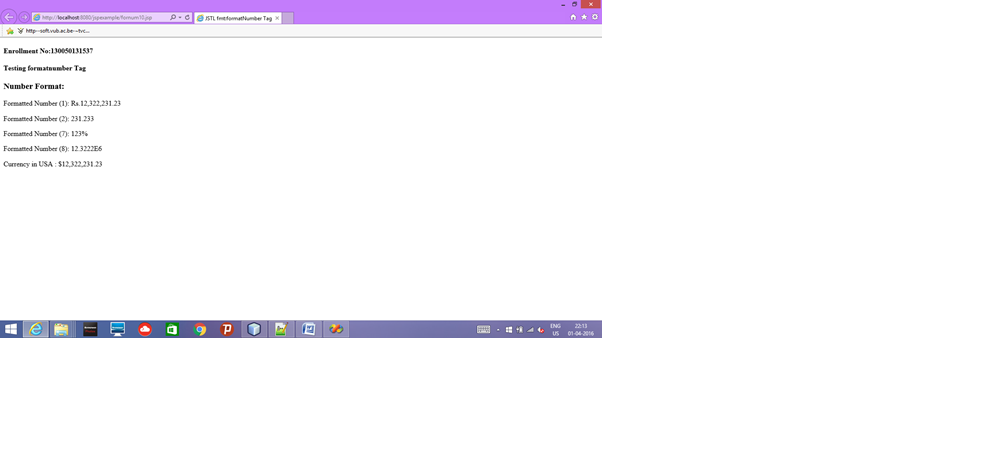 http://localhost:8080/jspexample/formum10.jsp
JSTL fmt:formatNumber Tag
http--soft.vub.ac.be-~tvc...
Enrollment No:130050131537
Testing formatnumber Tag
Number Format:
Formatted Number (1): Rs.12,322,231.23
Formatted Number (2): 231.233
Formatted Number (7): 123%
Formatted Number (8): 12.3222E6
Currency in USA : $12,322,231.23
ENG
US
22:13
01-04-2016